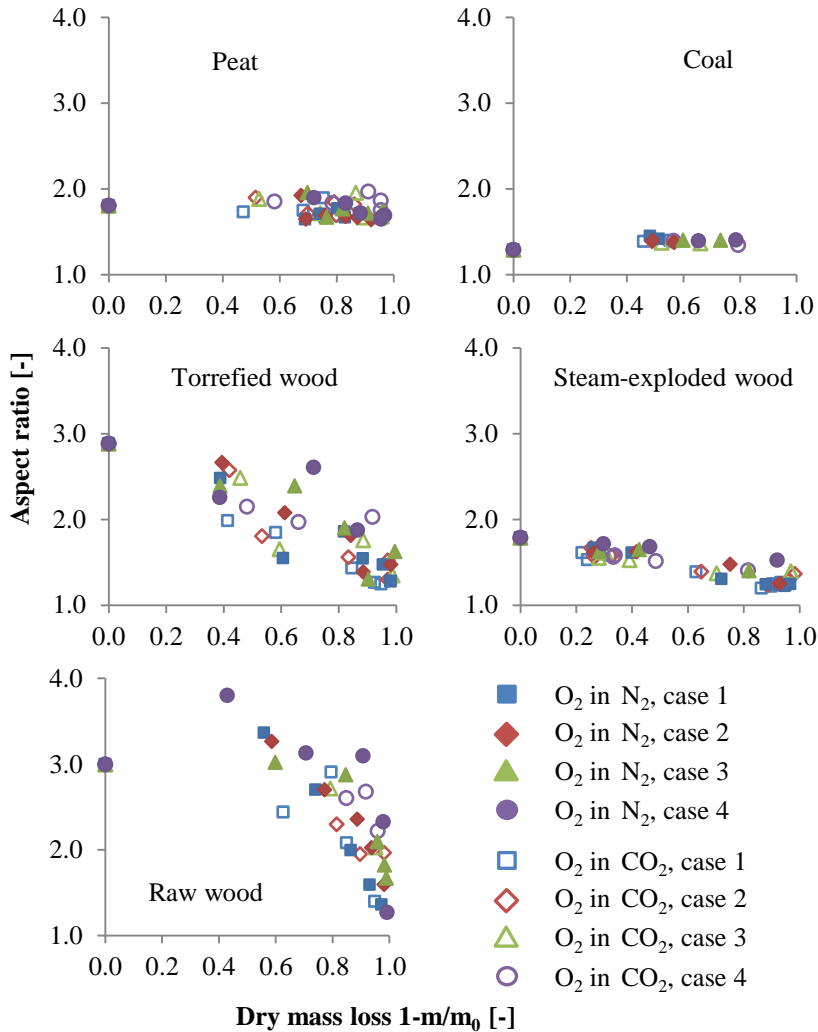 4.0
3.0
2.0
1.0
0.0 0.2 0.4 0.6 0.8 1.0
Peat
4.0
3.0
2.0
1.0
0.0 0.2 0.4 0.6 0.8 1.0
Coal
Aspect ratio [-]
4.0
3.0
2.0
1.0
0.0 0.2 0.4 0.6 0.8 1.0
Torrefied wood
4.0
3.0
2.0
1.0
0.0 0.2 0.4 0.6 0.8 1.0
Steam-exploded wood
4.0
3.0
2.0
1.0
0.0 0.2 0.4 0.6 0.8 1.0
Raw wood
O₂ in N₂, case 1
O₂ in N₂, case 2
O₂ in N₂, case 3
O₂ in N₂, case 4
O₂ in CO₂, case 1
O₂ in CO₂, case 2
O₂ in CO₂, case 3
O₂ in CO₂, case 4
Dry mass loss 1-m/m₀ [-]